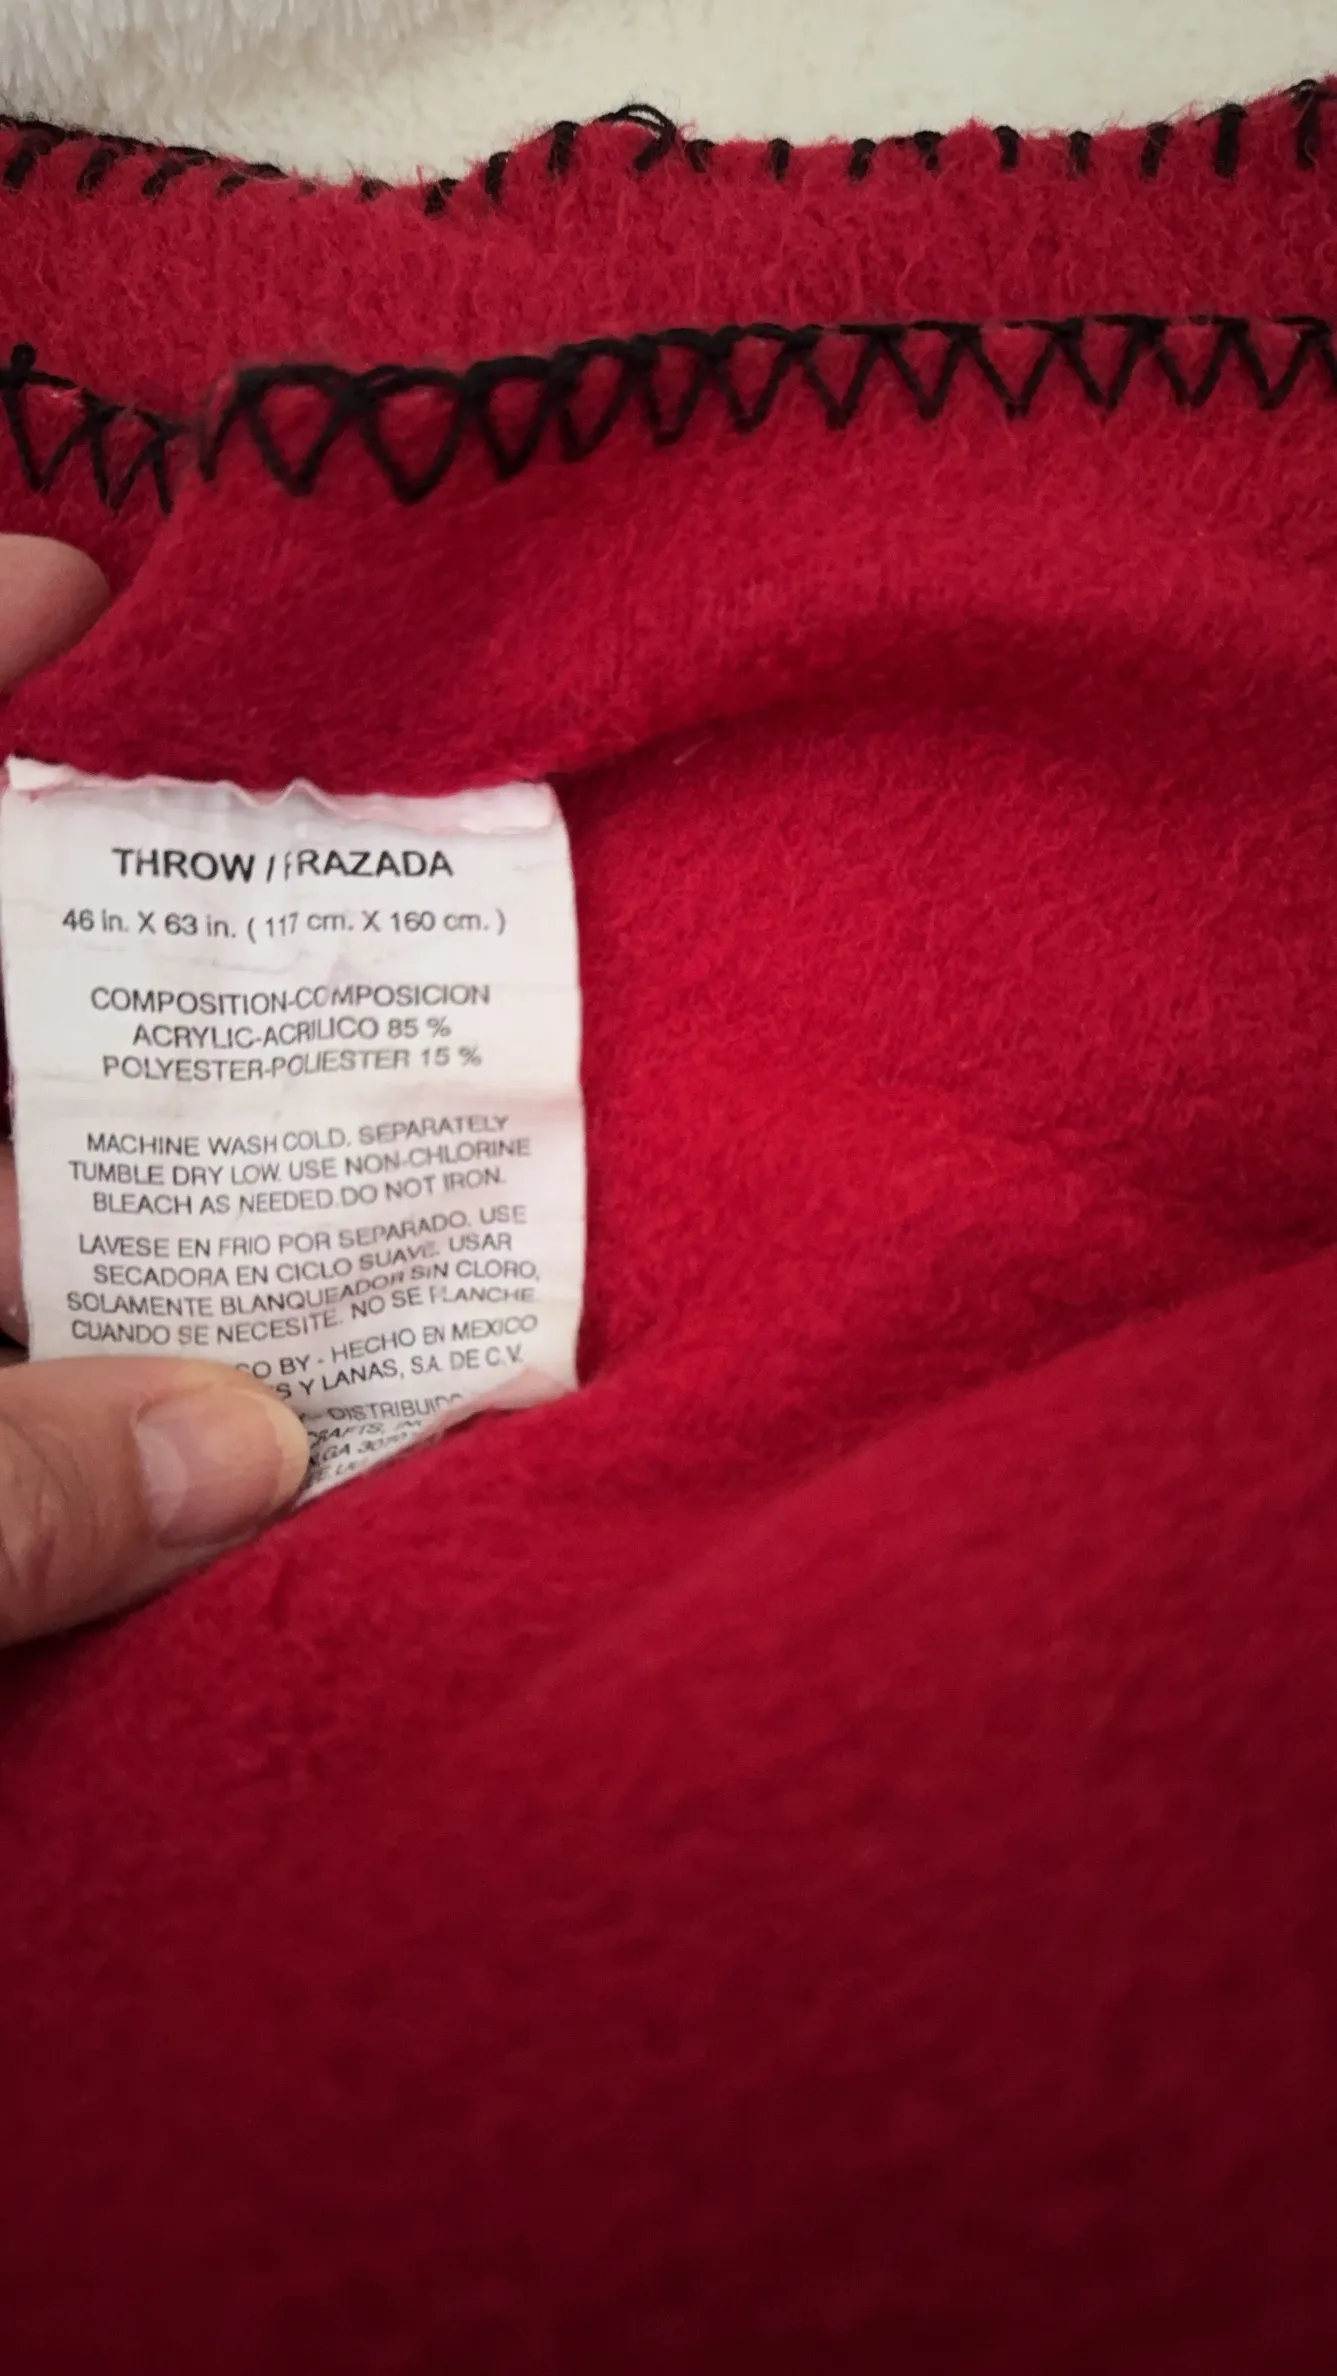 THROW / FRAZADA
46 in. X 63 in. ( 117 cm. X 160 cm. )
COMPOSITION-COMPOSICION
ACRYLIC-ACRILICO 85 %
POLYESTER-POLIESTER 15 %
MACHINE WASH COLD, SEPARATELY
TUMBLE DRY LOW. USE NON-CHLORINE
BLEACH AS NEEDED. DO NOT IRON.
LAVESE EN FRIO POR SEPARADO. USE
SECADORA EN CICLO SUAVE. USAR
SOLAMENTE BLANQUEADOR SIN CLORO,
CUANDO SE NECESITE. NO SE PLANCHE.
BY - HECHO EN MEXICO
Y LANAS, S.A. DE C.V.